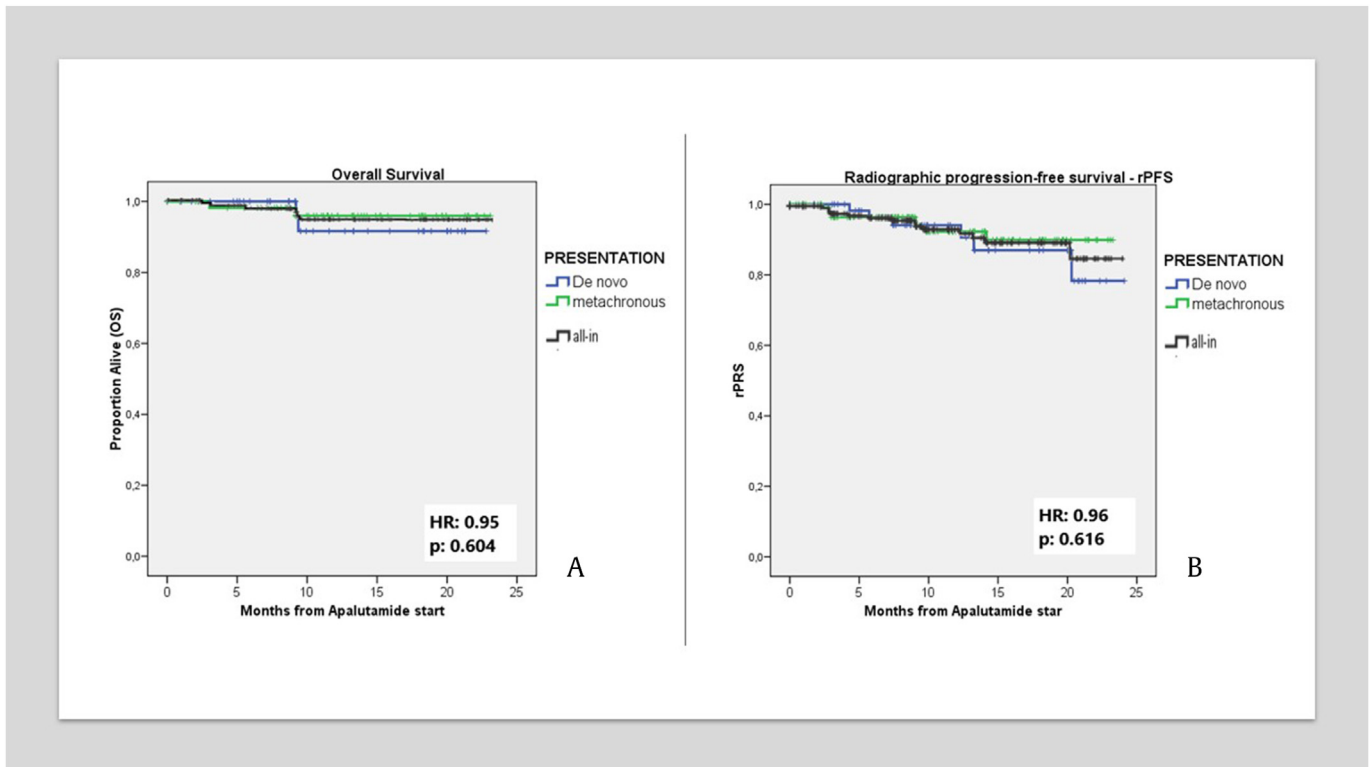 Overall Survival
1,0
0,8
0,6
0,4
0,2
0,0
Proportion Alive (OS)
0 5 10 15 20 25
Months from Apalutamide start
HR: 0.95
p: 0.604
PRESENTATION
De novo
metachronous
all-in
A
Radiographic progression-free survival - rPFS
1,0
0,8
0,6
0,4
0,2
0,0
rPRS
0 5 10 15 20 25
Months from Apalutamide star
HR: 0.96
p: 0.616
PRESENTATION
De novo
metachronous
all-in
B